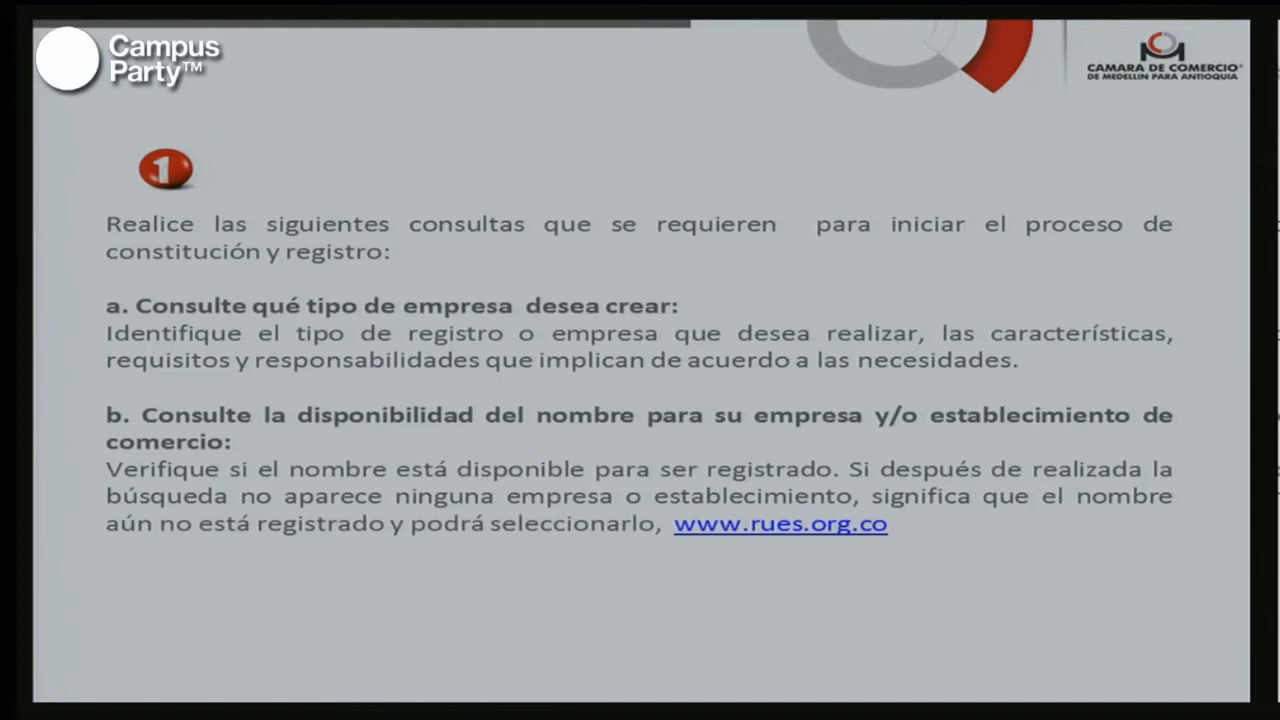 Campus
Party™
CAMARA DE COMERCIO®
DE MEDELLIN PARA ANTIOQUIA
1
Realice las siguientes consultas que se requieren para iniciar el proceso de
constitución y registro:
a. Consulte qué tipo de empresa desea crear:
Identifique el tipo de registro o empresa que desea realizar, las características,
requisitos y responsabilidades que implican de acuerdo a las necesidades.
b. Consulte la disponibilidad del nombre para su empresa y/o establecimiento de
comercio:
Verifique si el nombre está disponible para ser registrado. Si después de realizada la
búsqueda no aparece ninguna empresa o establecimiento, significa que el nombre
aún no está registrado y podrá seleccionarlo, www.rues.org.co